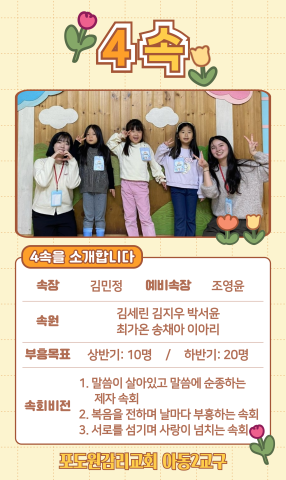 4속
4속을 소개합니다
속장 김민정 예비속장 조영윤
속원 김세린 김지우 박서윤
최가온 송채아 이아리
부흥목표 상반기: 10명 / 하반기: 20명
속회비전 1. 말씀이 살아있고 말씀에 순종하는
제자 속회
2. 복음을 전하며 날마다 부흥하는 속회
3. 서로를 섬기며 사랑이 넘치는 속회
포도원감리교회 아동2교구